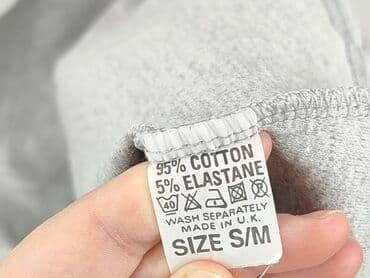 95% COTTON
5% ELASTANE
40
WASH SEPARATELY
MADE IN U.K.
SIZE S/M